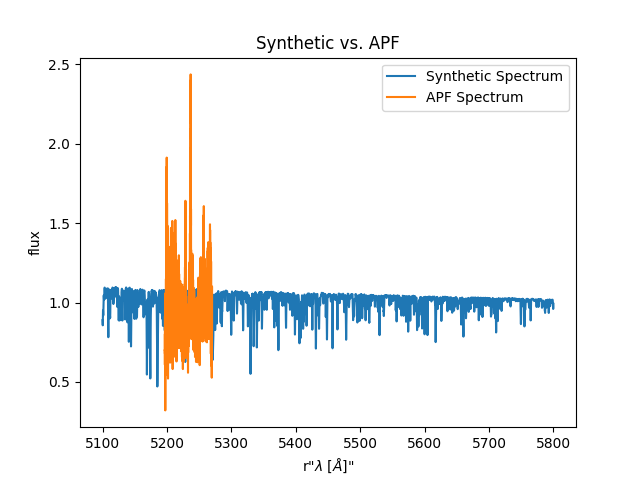 Synthetic vs. APF
2.5
2.0
1.5
1.0
0.5
flux
Synthetic Spectrum
APF Spectrum
5100 5200 5300 5400 5500 5600 5700 5800
r"λ [Å]"